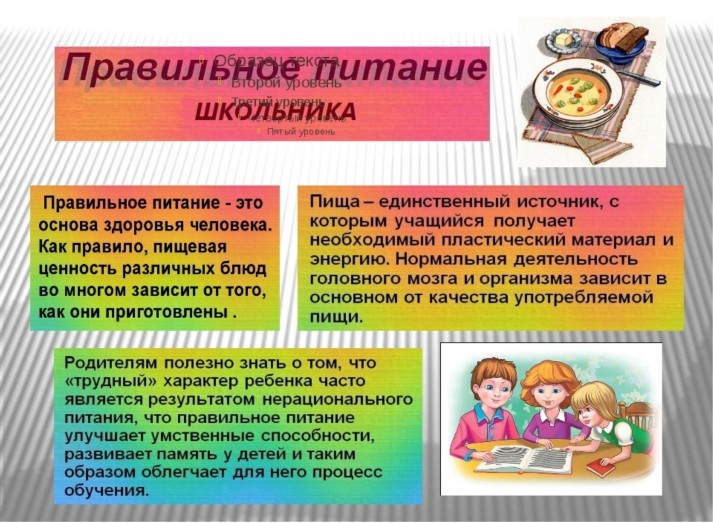 Правильное питание
школьника
Образец текста
Второй уровень
Третий уровень
Четвертый уровень
Пятый уровень
Правильное питание - это
основа здоровья человека.
Как правило, пищевая
ценность различных блюд
во многом зависит от того,
как они приготовлены .
Пища – единственный источник, с
которым учащийся получает
необходимый пластический материал и
энергию. Нормальная деятельность
головного мозга и организма зависит в
основном от качества употребляемой
пищи.
Родителям полезно знать о том, что
«трудный» характер ребенка часто
является результатом нерационального
питания, что правильное питание
улучшает умственные способности,
развивает память у детей и таким
образом облегчает для него процесс
обучения.